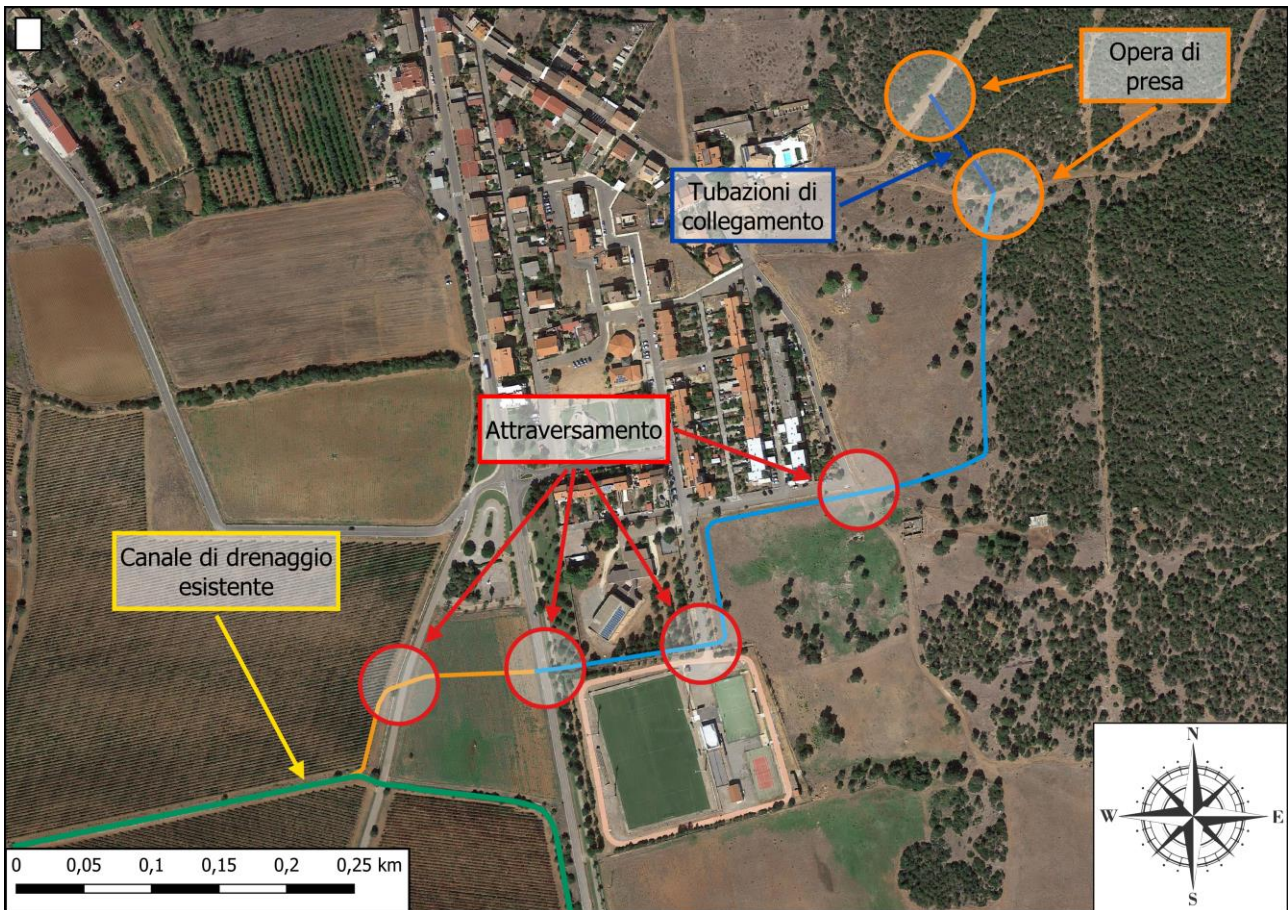 Opera di
presa
Tubazioni di
collegamento
Attraversamento
Canale di drenaggio
esistente
0 0,05 0,1 0,15 0,2 0,25 km
N
W E
S